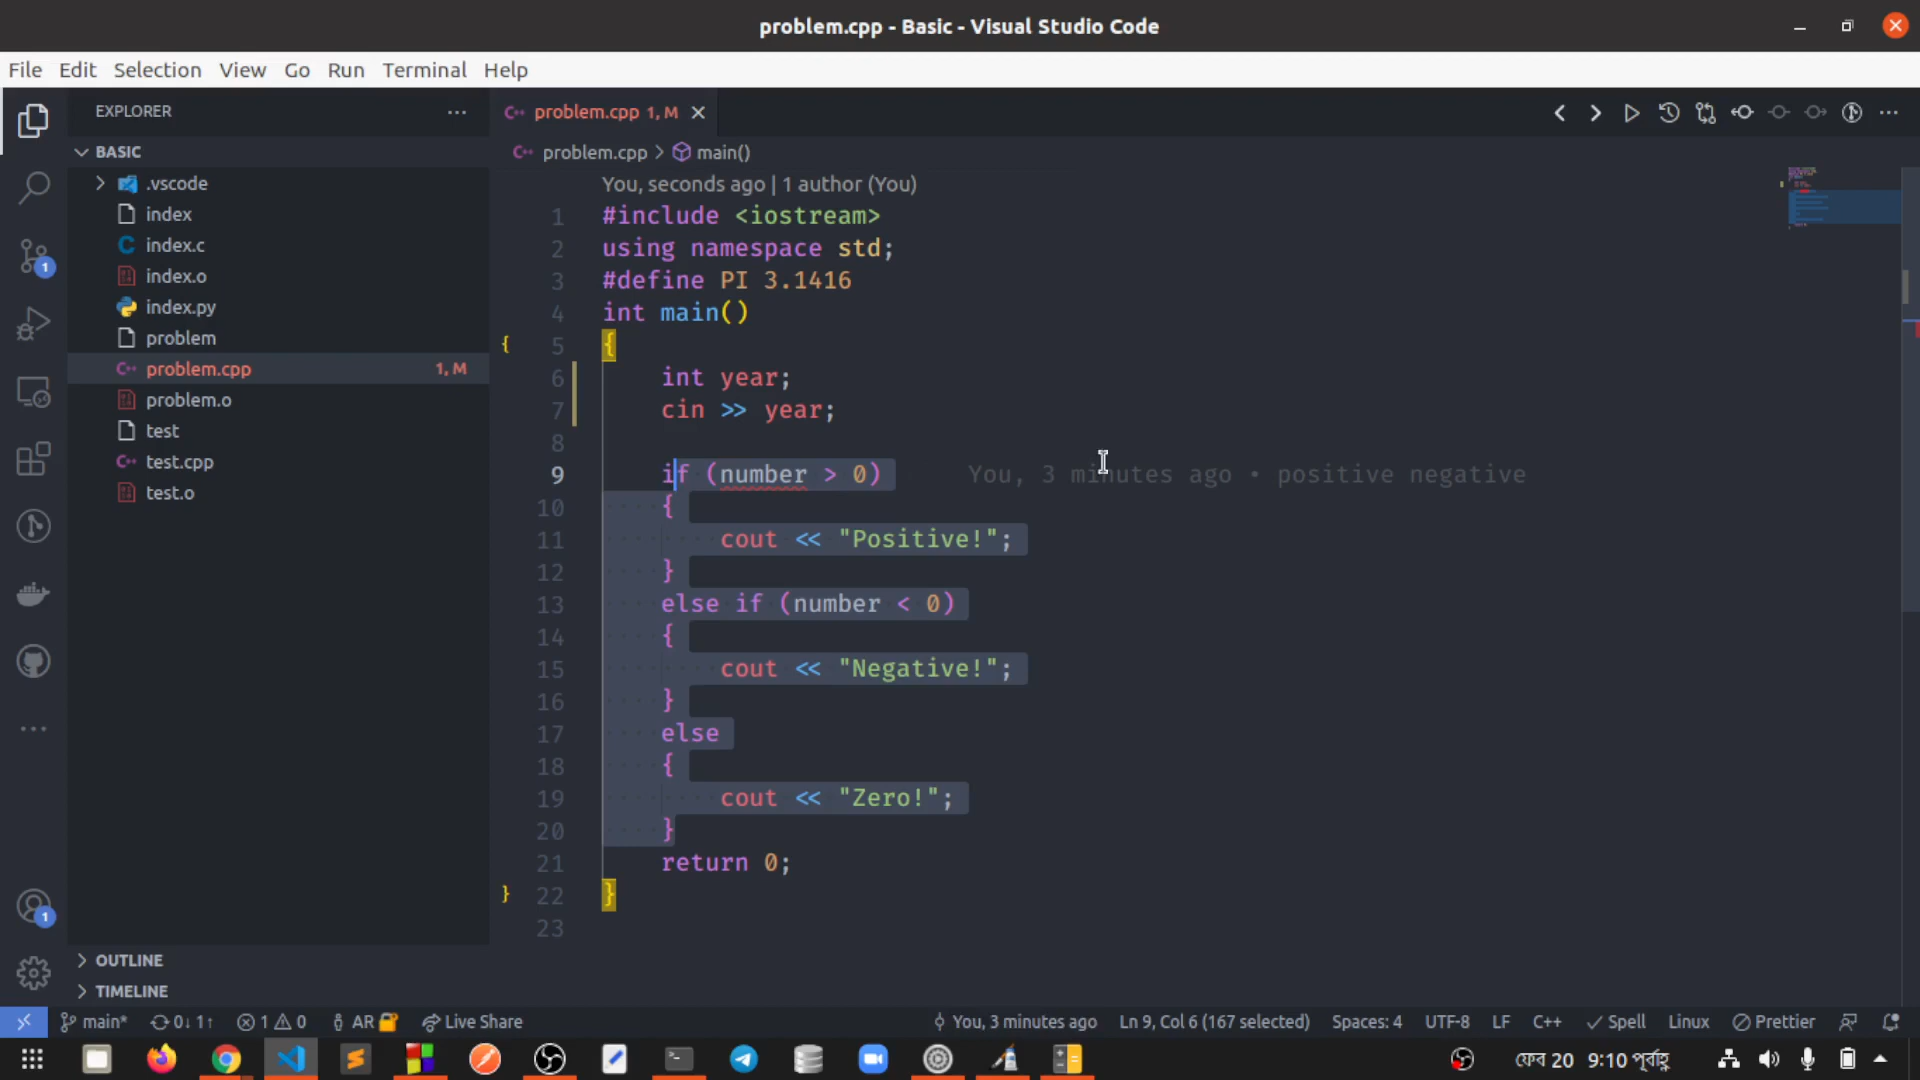 problem.cpp - Basic - Visual Studio Code
File Edit Selection View Go Run Terminal Help
EXPLORER
BASIC
.vscode
index
index.c
index.o
index.py
problem
problem.cpp 1, M
problem.o
test
test.cpp
test.o
OUTLINE
TIMELINE
problem.cpp 1, M
problem.cpp > main()
You, seconds ago | 1 author (You)
1 #include <iostream>
2 using namespace std;
3 #define PI 3.1416
4 int main()
{ 5 {
6 int year;
7 cin >> year;
8
9 if (number > 0) You, 3 minutes ago • positive negative
10 {
11 cout << "Positive!";
12 }
13 else if (number < 0)
14 {
15 cout << "Negative!";
16 }
17 else
18 {
19 cout << "Zero!";
20 }
21 return 0;
} 22 }
23
1
1
main* 0↓ 1↑ 1 0 AR Live Share You, 3 minutes ago Ln 9, Col 6 (167 selected) Spaces: 4 UTF-8 LF C++ Spell Linux Prettier
ফেব 20 9:10 পূর্বাহ্ণ